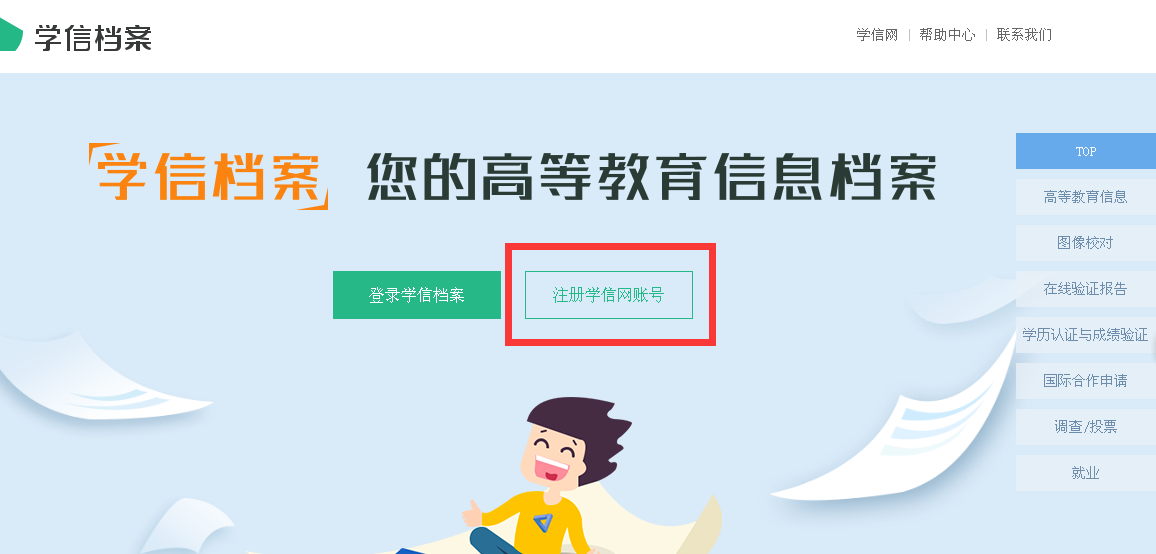 学信档案
学信网 | 帮助中心 | 联系我们
学信档案 您的高等教育信息档案
登录学信档案
注册学信网账号
TOP
高等教育信息
图像校对
在线验证报告
学历认证与成绩验证
国际合作申请
调查/投票
就业